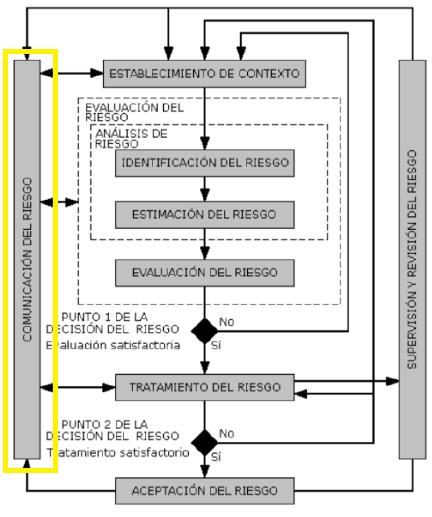 ESTABLECIMIENTO DE CONTEXTO
EVALUACIÓN DEL
RIESGO
ANÁLISIS DE
RIESGO
IDENTIFICACIÓN DEL RIESGO
ESTIMACIÓN DEL RIESGO
EVALUACIÓN DEL RIESGO
COMUNICACIÓN DEL RIESGO
SUPERVISIÓN Y REVISIÓN DEL RIESGO
PUNTO 1 DE LA
DECISIÓN DEL RIESGO
Evaluación satisfactoria
No
Sí
TRATAMIENTO DEL RIESGO
PUNTO 2 DE LA
DECISIÓN DEL RIESGO
Tratamiento satisfactorio
No
Sí
ACEPTACIÓN DEL RIESGO